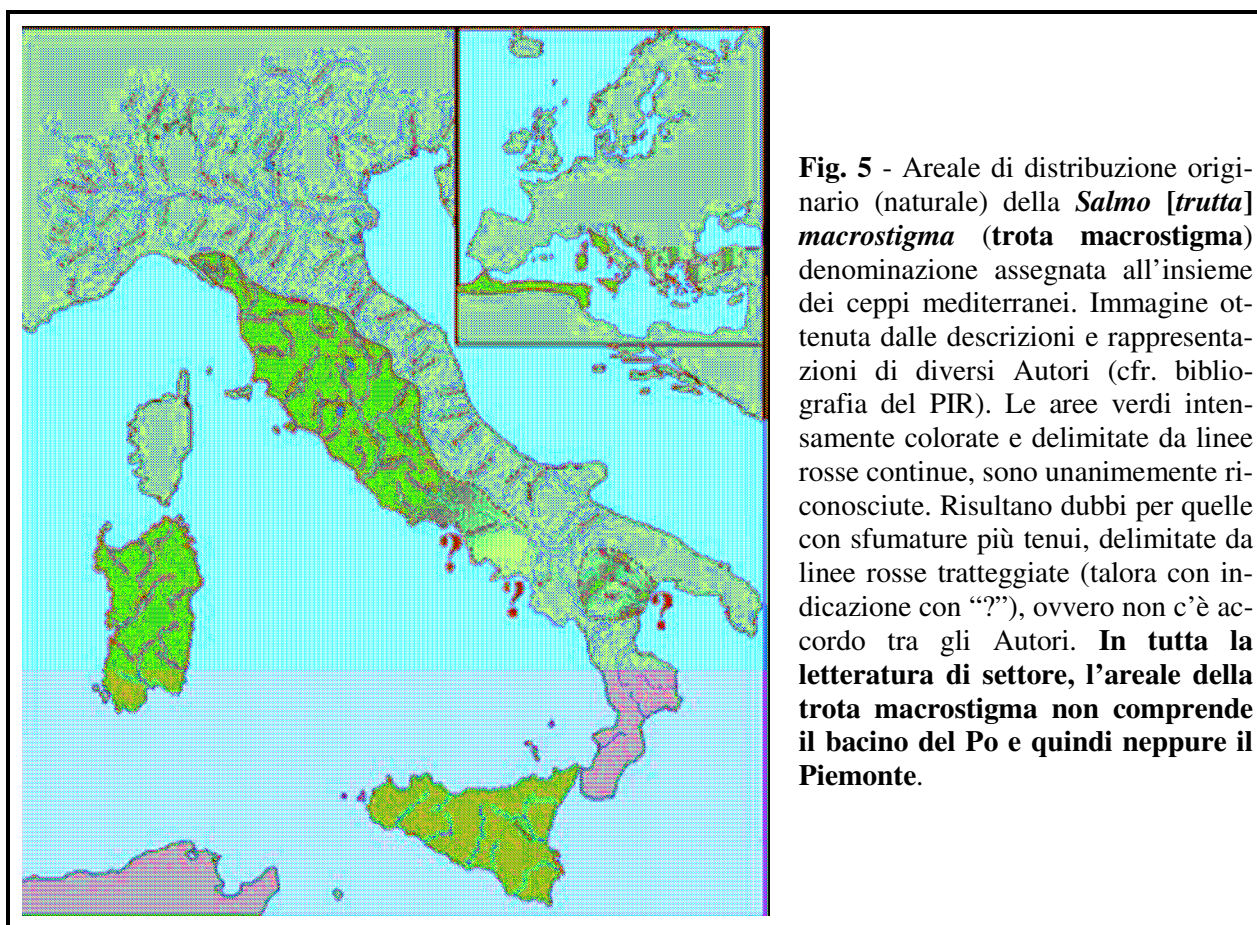 Fig. 5 - Areale di distribuzione origi-
nario (naturale) della Salmo [trutta]
macrostigma (trota macrostigma)
denominazione assegnata all'insieme
dei ceppi mediterranei. Immagine ot-
tenuta dalle descrizioni e rappresenta-
zioni di diversi Autori (cfr. biblio-
grafia del PIR). Le aree verdi inten-
samente colorate e delimitate da linee
rosse continue, sono unanimemente ri-
conosciute. Risultano dubbi per quelle
con sfumature più tenui, delimitate da
linee rosse tratteggiate (talora con in-
dicazione con “?”), ovvero non c'è ac-
cordo tra gli Autori. In tutta la
letteratura di settore, l'areale della
trota macrostigma non comprende
il bacino del Po e quindi neppure il
Piemonte.
?
?
?